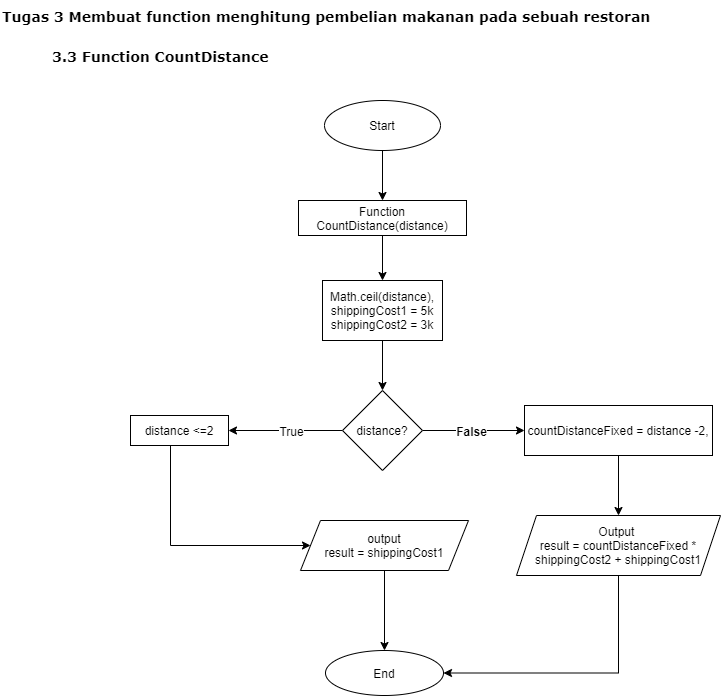 Tugas 3 Membuat function menghitung pembelian makanan pada sebuah restoran
3.3 Function CountDistance
Start
Function
CountDistance(distance)
Math.ceil(distance),
shippingCost1 = 5k
shippingCost2 = 3k
distance?
True
distance <=2
False
countDistanceFixed = distance -2,
output
result = shippingCost1
Output
result = countDistanceFixed *
shippingCost2 + shippingCost1
End